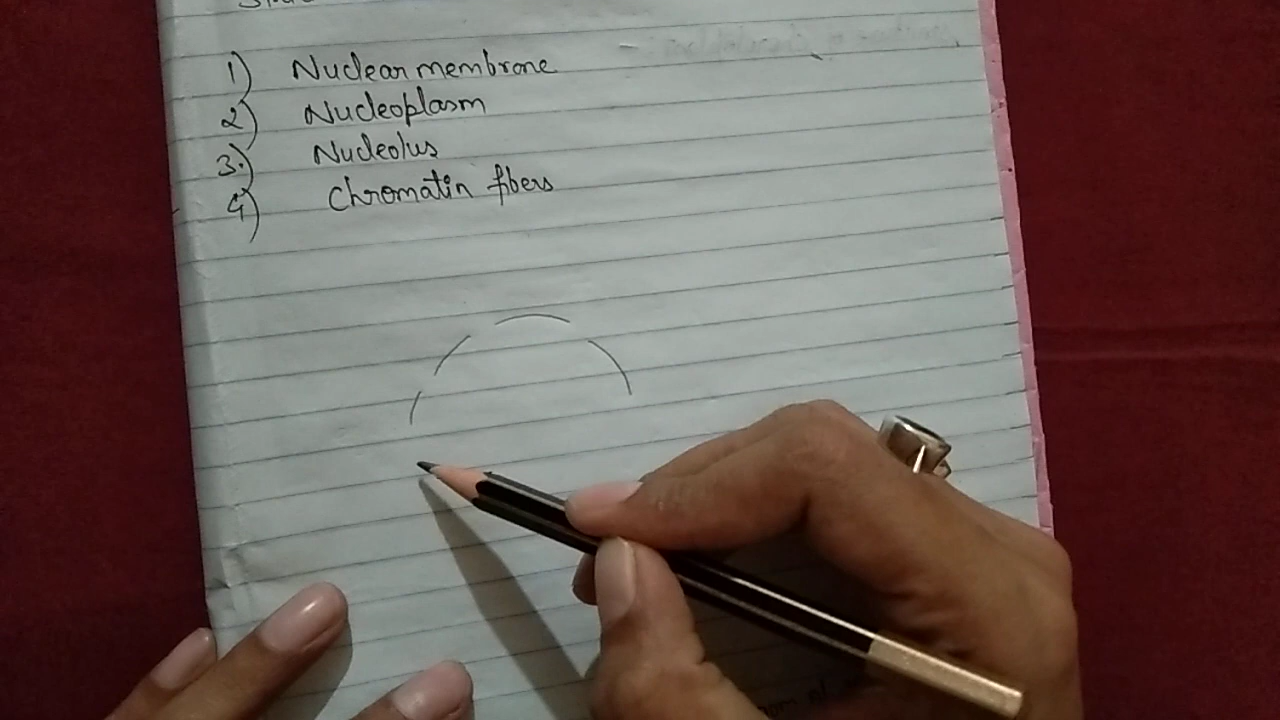 1) Nuclear membrane
2) Nucleoplasm
3.) Nucleolus
4) Chromatin fibers